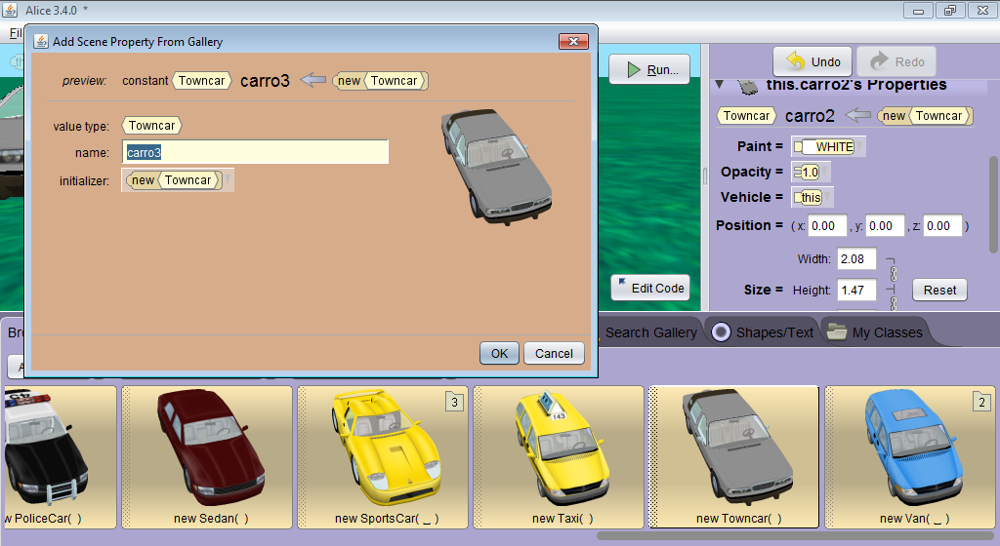 Alice 3.4.0 *
Add Scene Property From Gallery
preview: constant Towncar carro3 new Towncar
value type: Towncar
name: carro3
initializer: new Towncar
OK Cancel
Run...
Edit Code
Undo Redo
this.carro2's Properties
Towncar carro2 new Towncar
Paint = WHITE
Opacity = 1.0
Vehicle = this
Position = ( x: 0.00 , y: 0.00 , z: 0.00 )
Width: 2.08
Size = Height: 1.47 Reset
Search Gallery Shapes/Text My Classes
3
143
2
PoliceCar( ) new Sedan( ) new SportsCar( _ ) new Taxi( ) new Towncar( ) new Van( _ )